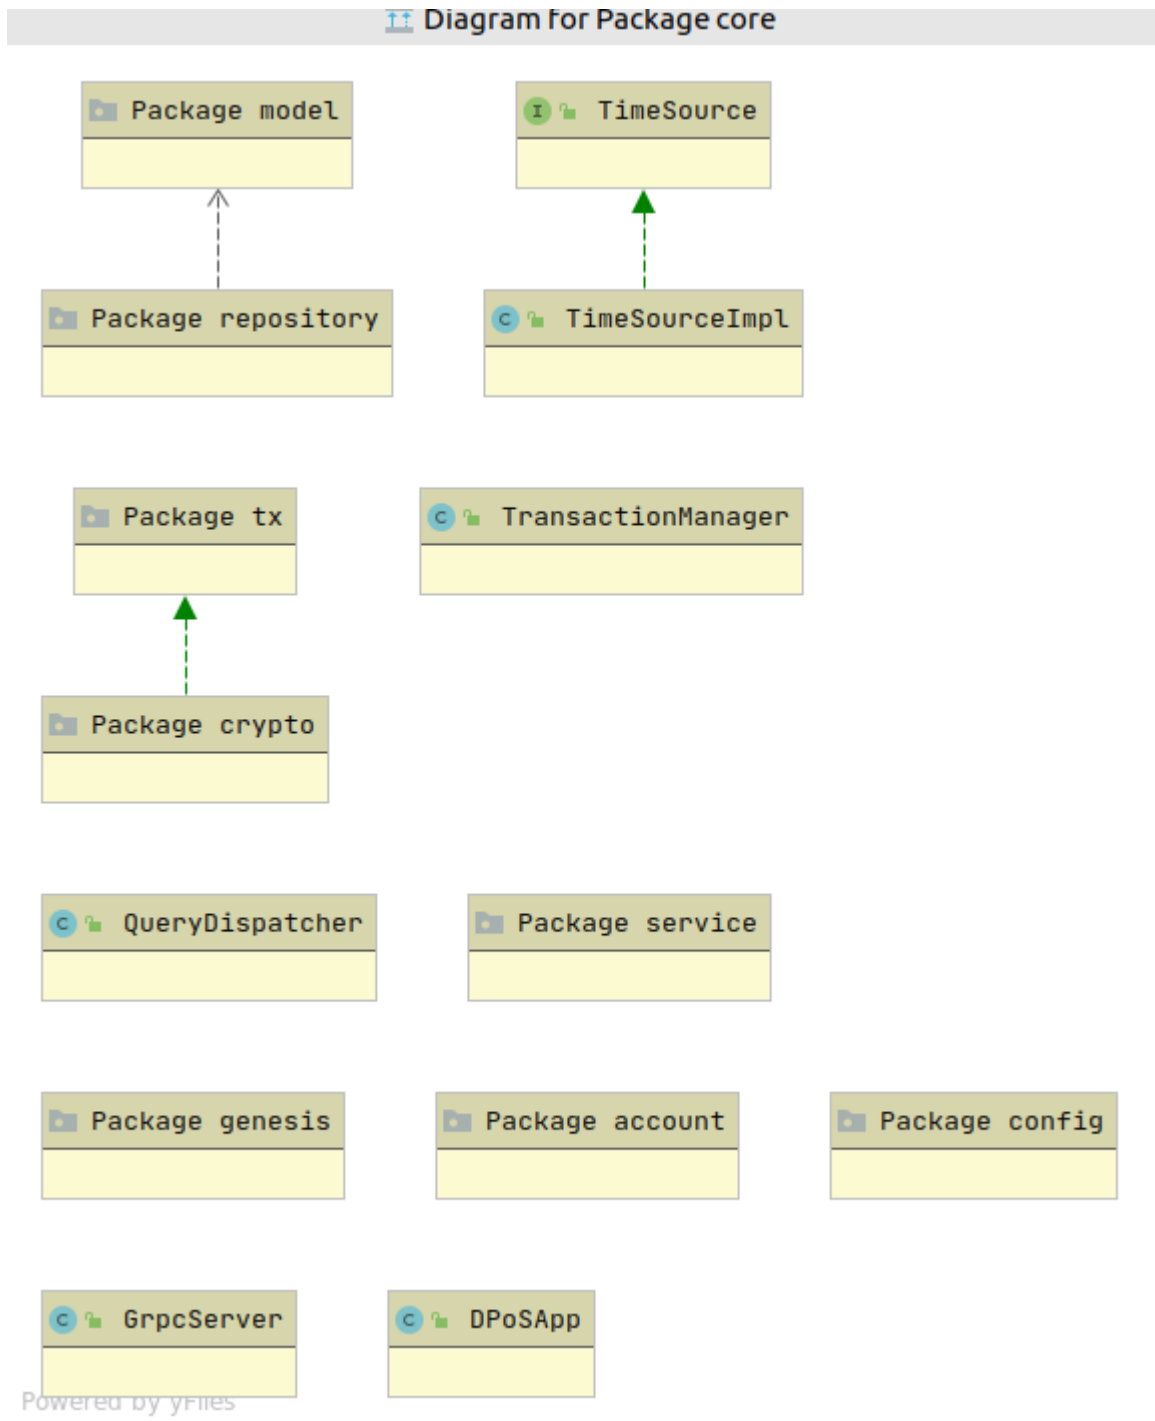 Diagram for Package core
Package model
I TimeSource
Package repository
C TimeSourceImpl
Package tx
C TransactionManager
Package crypto
C QueryDispatcher
Package service
Package genesis
Package account
Package config
C GrpcServer
C DPoSApp
Powered by yFiles